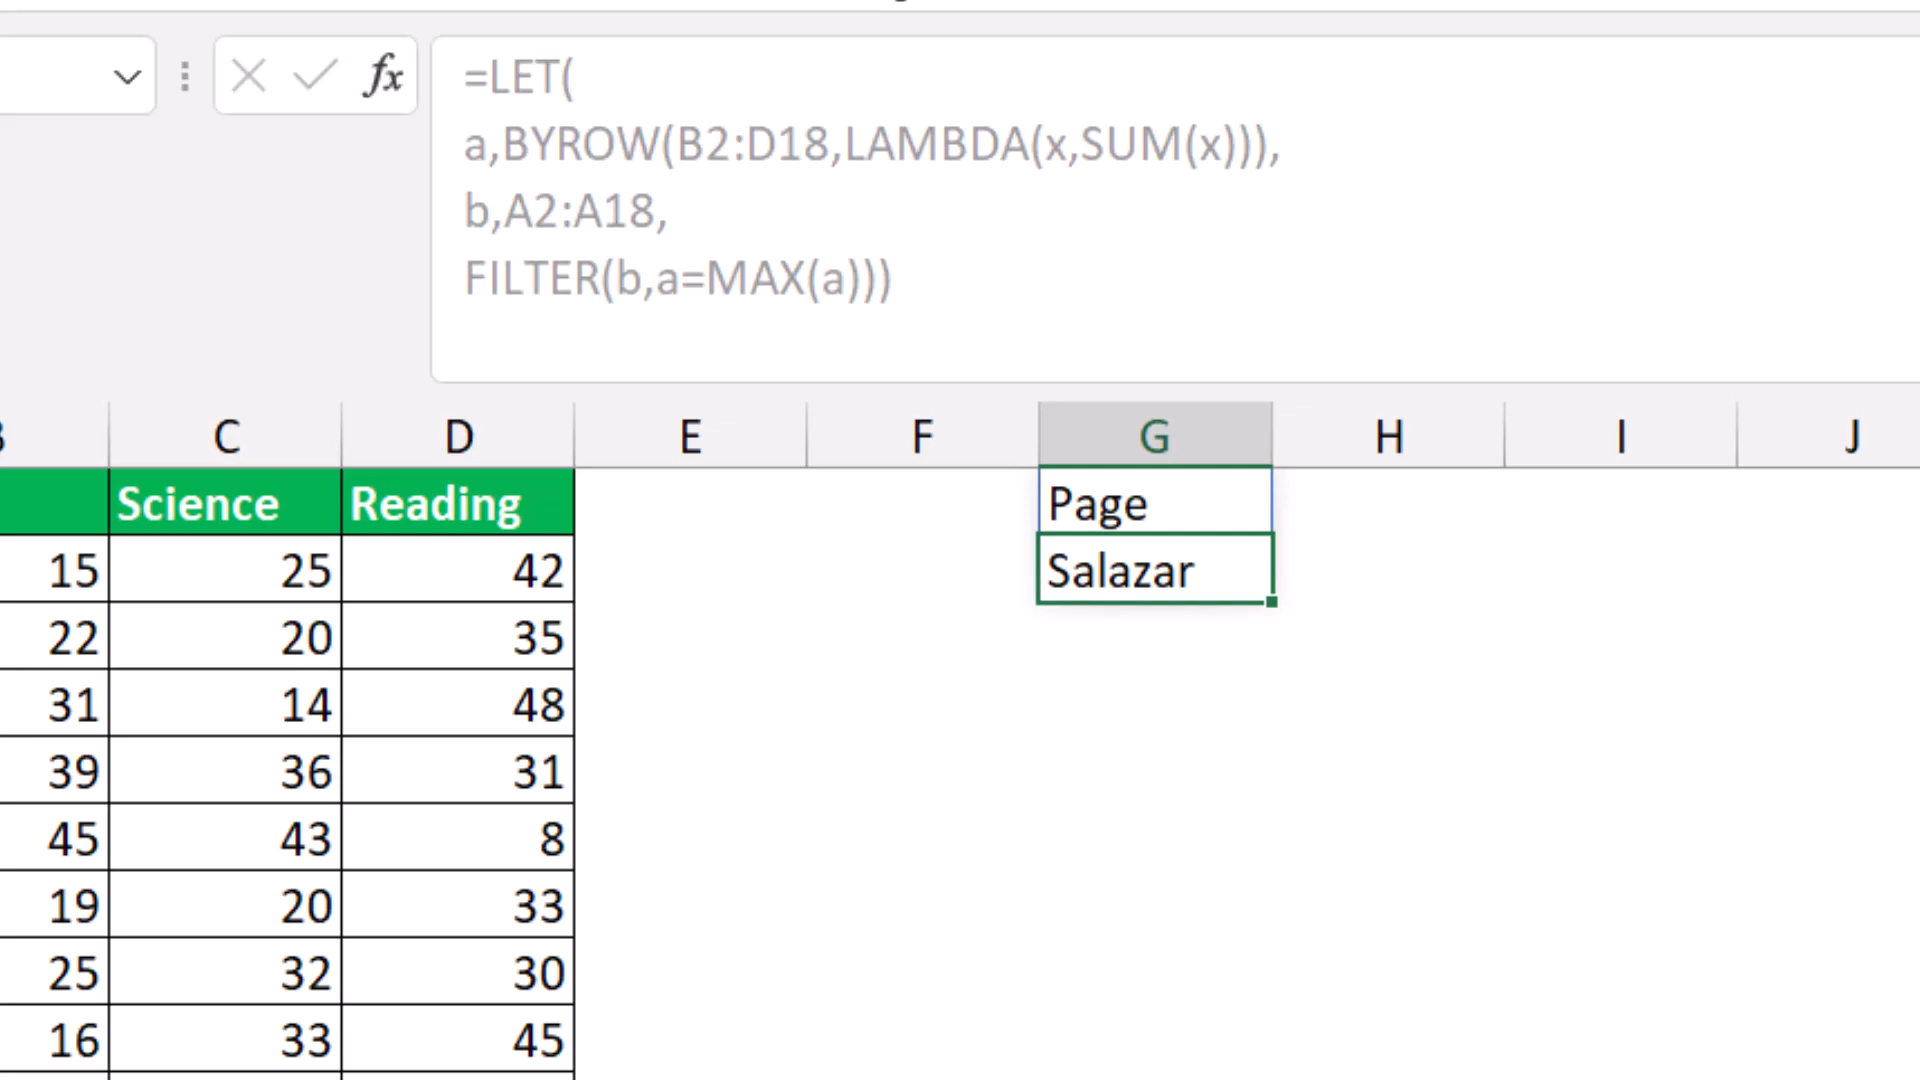 fx
=LET(
a,BYROW(B2:D18,LAMBDA(x,SUM(x))),
b,A2:A18,
FILTER(b,a=MAX(a)))
C D E F G H I J
Science Reading Page
15 25 42 Salazar
22 20 35
31 14 48
39 36 31
45 43 8
19 20 33
25 32 30
16 33 45